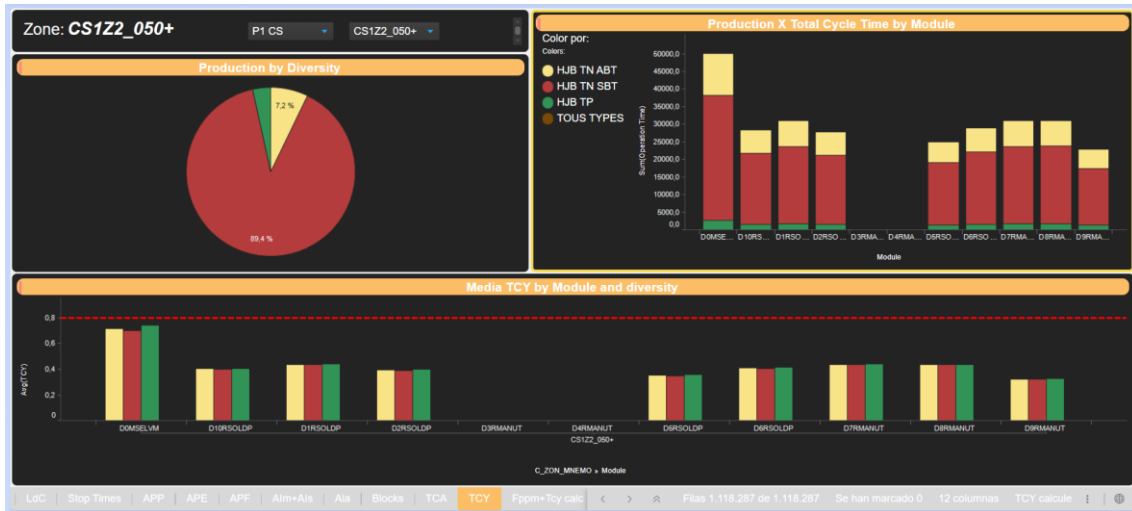 Zone: CS1Z2_050+
P1 CS
CS1Z2_050+
Production by Diversity
7,2 %
89,4 %
Production X Total Cycle Time by Module
Color por:
Colors:
HJB TN ABT
HJB TN SBT
HJB TP
TOUS TYPES
Sum(Operation Time)
50000,0
45000,0
40000,0
35000,0
30000,0
25000,0
20000,0
15000,0
10000,0
5000,0
0,0
D0MSE... D10RS... D1RSO... D2RSO... D3RMA... D4RMA... D5RSO... D6RSO... D7RMA... D8RMA... D9RMA...
Module
Media TCY by Module and diversity
Avg(TCY)
0,8
0,6
0,4
0,2
0
D0MSELVM D10RSOLDP D1RSOLDP D2RSOLDP D3RMANUT D4RMANUT D5RSOLDP D6RSOLDP D7RMANUT D8RMANUT D9RMANUT
CS1Z2_050+
C_ZON_MNEMO » Module
LdC Stop Times APP APE APF AIm+AIs Aia Blocks TCA TCY Fppm+Tcy calc Filas 1.118.287 de 1.118.287 Se han marcado 0 12 columnas TCY calcule